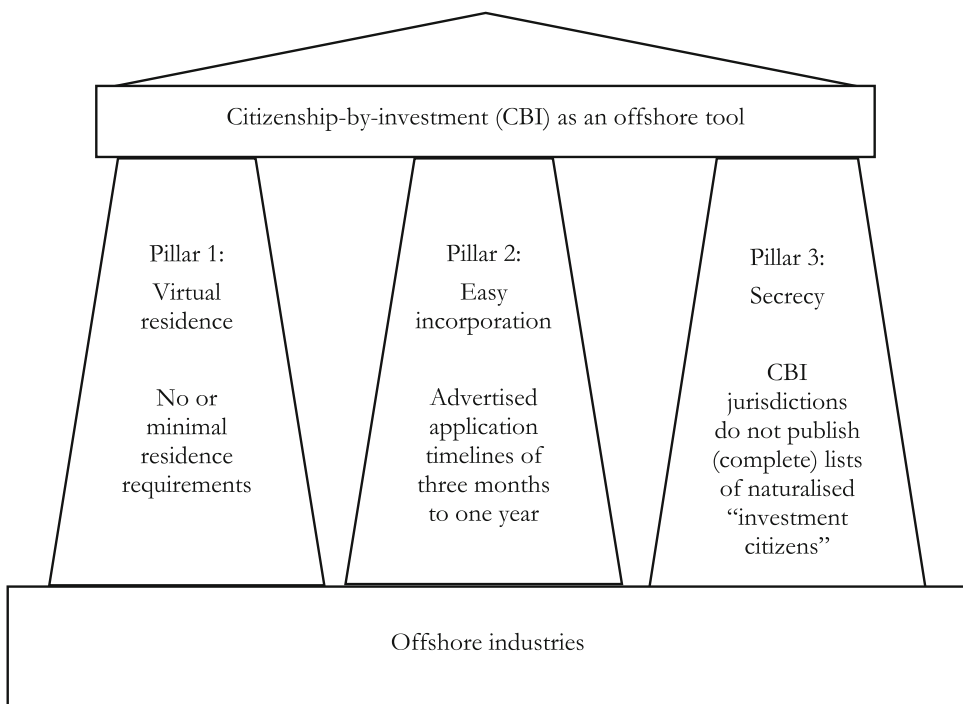 Citizenship-by-investment (CBI) as an offshore tool
Pillar 1:
Virtual
residence
No or
minimal
residence
requirements
Pillar 2:
Easy
incorporation
Advertised
application
timelines of
three months
to one year
Pillar 3:
Secrecy
CBI
jurisdictions
do not publish
(complete) lists
of naturalised
“investment
citizens”
Offshore industries